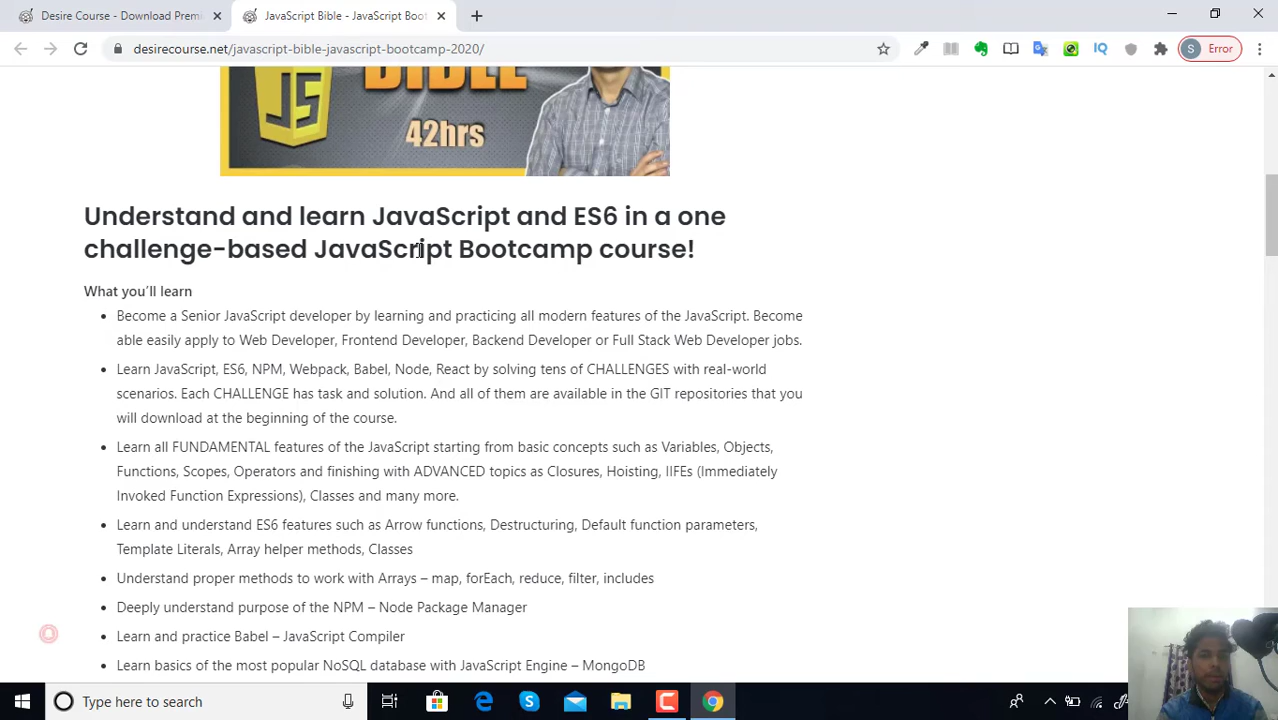 Desire Course - Download Prem
JavaScript Bible - JavaScript Boot
desirecourse.net/javascript-bible-javascript-bootcamp-2020/
IQ
S
Error
JS
BIBLE
42hrs
Understand and learn JavaScript and ES6 in a one
challenge-based JavaScript Bootcamp course!
What you'll learn
• Become a Senior JavaScript developer by learning and practicing all modern features of the JavaScript. Become
able easily apply to Web Developer, Frontend Developer, Backend Developer or Full Stack Web Developer jobs.
• Learn JavaScript, ES6, NPM, Webpack, Babel, Node, React by solving tens of CHALLENGES with real-world
scenarios. Each CHALLENGE has task and solution. And all of them are available in the GIT repositories that you
will download at the beginning of the course.
• Learn all FUNDAMENTAL features of the JavaScript starting from basic concepts such as Variables, Objects,
Functions, Scopes, Operators and finishing with ADVANCED topics as Closures, Hoisting, IIFEs (Immediately
Invoked Function Expressions), Classes and many more.
• Learn and understand ES6 features such as Arrow functions, Destructuring, Default function parameters,
Template Literals, Array helper methods, Classes
• Understand proper methods to work with Arrays – map, forEach, reduce, filter, includes
• Deeply understand purpose of the NPM – Node Package Manager
• Learn and practice Babel – JavaScript Compiler
• Learn basics of the most popular NoSQL database with JavaScript Engine – MongoDB
Type here to search